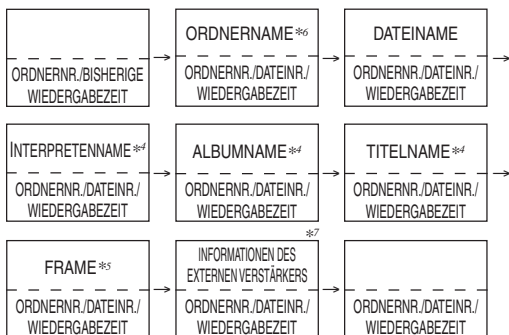 ORDNERNR./BISHERIGE
WIEDERGABEZEIT
ORDNERNAME*6
ORDNERNR./DATEINR./
WIEDERGABEZEIT
DATEINAME
ORDNERNR./DATEINR./
WIEDERGABEZEIT
INTERPRETENNAME*4
ORDNERNR./DATEINR./
WIEDERGABEZEIT
ALBUMNAME*4
ORDNERNR./DATEINR./
WIEDERGABEZEIT
TITELNAME*4
ORDNERNR./DATEINR./
WIEDERGABEZEIT
FRAME*5
ORDNERNR./DATEINR./
WIEDERGABEZEIT
*7
INFORMATIONEN DES
EXTERNEN VERSTÄRKERS
ORDNERNR./DATEINR./
WIEDERGABEZEIT
ORDNERNR./DATEINR./
WIEDERGABEZEIT